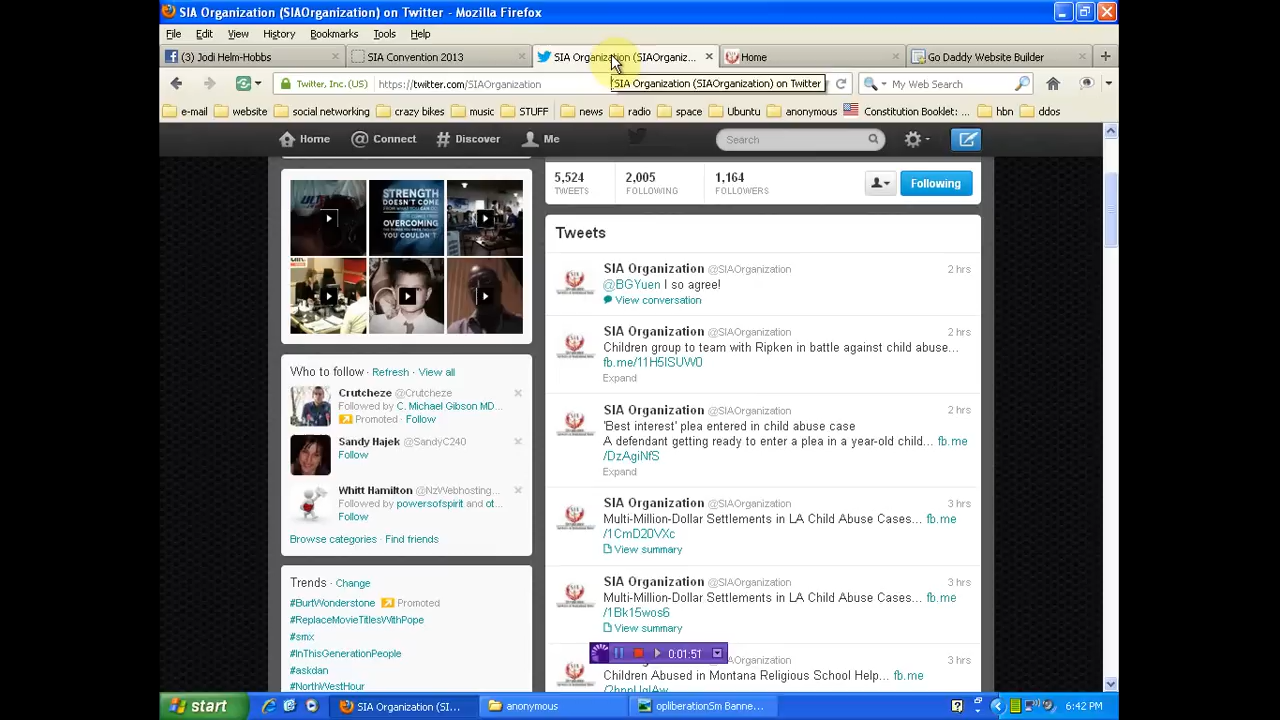 SIA Organization (SIAOrganization) on Twitter - Mozilla Firefox
File Edit View History Bookmarks Tools Help
(3) Jodi Helm-Hobbs
SIA Convention 2013
SIA Organization (SIAOrganiz...
Home
Go Daddy Website Builder
Twitter, Inc. (US)
https://twitter.com/SIAOrganization
SIA Organization (SIAOrganization) on Twitter
My Web Search
e-mail website social networking crazy bikes music STUFF news radio space Ubuntu anonymous Constitution Booklet:... hbn ddos
Home Connect Discover Me
Search
5,524 2,005 1,164
TWEETS FOLLOWING FOLLOWERS
Following
STRENGTH
DOESN'T COME
OVERCOMING
THE THINGS YOU
YOU COULDN'T
Who to follow · Refresh · View all
Crutcheze @Crutcheze
Followed by C. Michael Gibson MD...
Promoted · Follow
Sandy Hajek @SandyC240
Follow
Whitt Hamilton @NzWebhosting...
Followed by powersofspirit and ot...
Follow
Browse categories · Find friends
Trends · Change
#BurtWonderstone Promoted
#ReplaceMovieTitlesWithPope
#smx
#InThisGenerationPeople
#askdan
#NorthWestHour
Tweets
SIA Organization @SIAOrganization 2 hrs
@BGYuen I so agree!
View conversation
SIA Organization @SIAOrganization 2 hrs
Children group to team with Ripken in battle against child abuse...
fb.me/11H5ISUW0
Expand
SIA Organization @SIAOrganization 2 hrs
'Best interest' plea entered in child abuse case
A defendant getting ready to enter a plea in a year-old child... fb.me
/DzAgiNfS
Expand
SIA Organization @SIAOrganization 3 hrs
Multi-Million-Dollar Settlements in LA Child Abuse Cases... fb.me
/1CmD20VXc
View summary
SIA Organization @SIAOrganization 3 hrs
Multi-Million-Dollar Settlements in LA Child Abuse Cases... fb.me
/1Bk15wos6
View summary
0:01:51
@SIAOrganization 3 hrs
Children Abused in Montana Religious School Help... fb.me
start
SIA Organization (SI...
anonymous
opliberationSm Banne...
6:42 PM